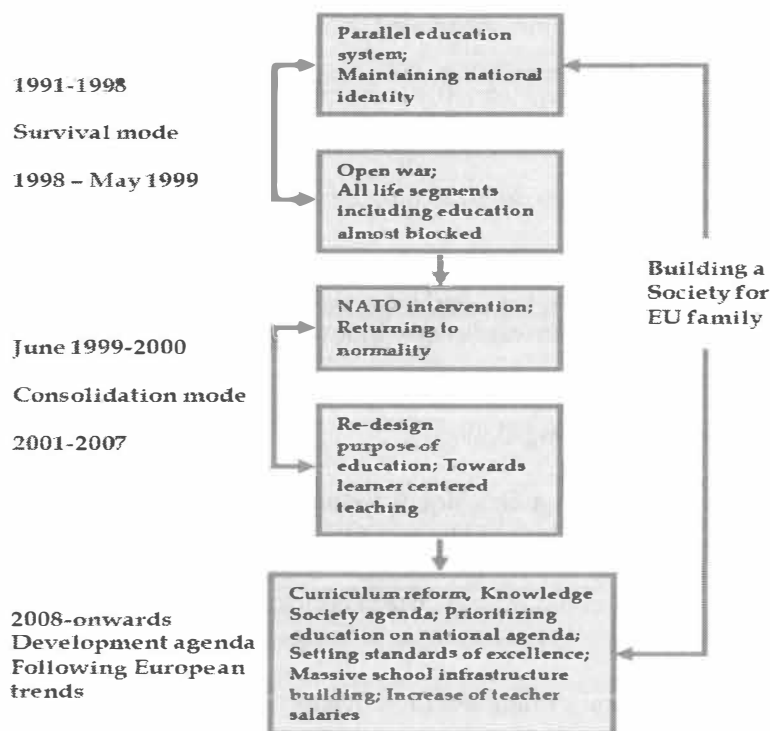 Parallel education
system;
Maintaining national
identity
1991-1998
Survival mode
1998 – May 1999
Open war;
All life segments
including education
almost blocked
Building a
Society for
EU family
NATO intervention;
Returning to
normality
June 1999-2000
Consolidation mode
2001-2007
Re-design
purpose of
education; Towards
learner centered
teaching
2008-onwards
Development agenda
Following European
trends
Curriculum reform, Knowledge
Society agenda; Prioritizing
education on national agenda;
Setting standards of excellence;
Massive school infrastructure
building; Increase of teacher
salaries